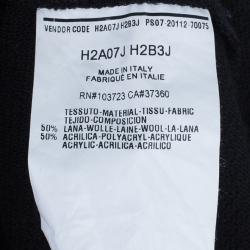 VENDOR CODE H2A07J H2B3J PS07-20112-70075
H2A07J H2B3J
MADE IN ITALY
FABRIQUÉ EN ITALIE
RN#103723 CA#37360
TESSUTO-MATERIAL-TISSU-FABRIC
TEJIDO-COMPOSICION
50% LANA-WOLLE-LAINE-WOOL-LA-LANA
50% ACRILICA-POLYACRYL-ACRYLIQUE
ACRYLIC-ACRILICA-ACRILICO